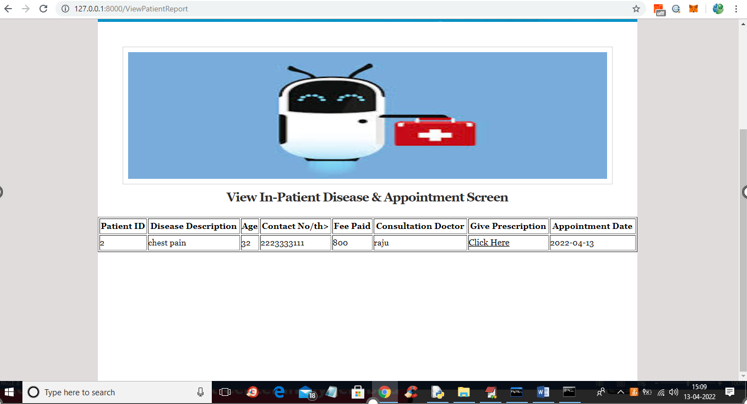 127.0.0.1:8000/ViewPatientReport
off
View In-Patient Disease & Appointment Screen
Patient ID Disease Description Age Contact No/th> Fee Paid Consultation Doctor Give Prescription Appointment Date
2 chest pain 32 2223333111 800 raju Click Here 2022-04-13
Type here to search
18
15:09
13-04-2022